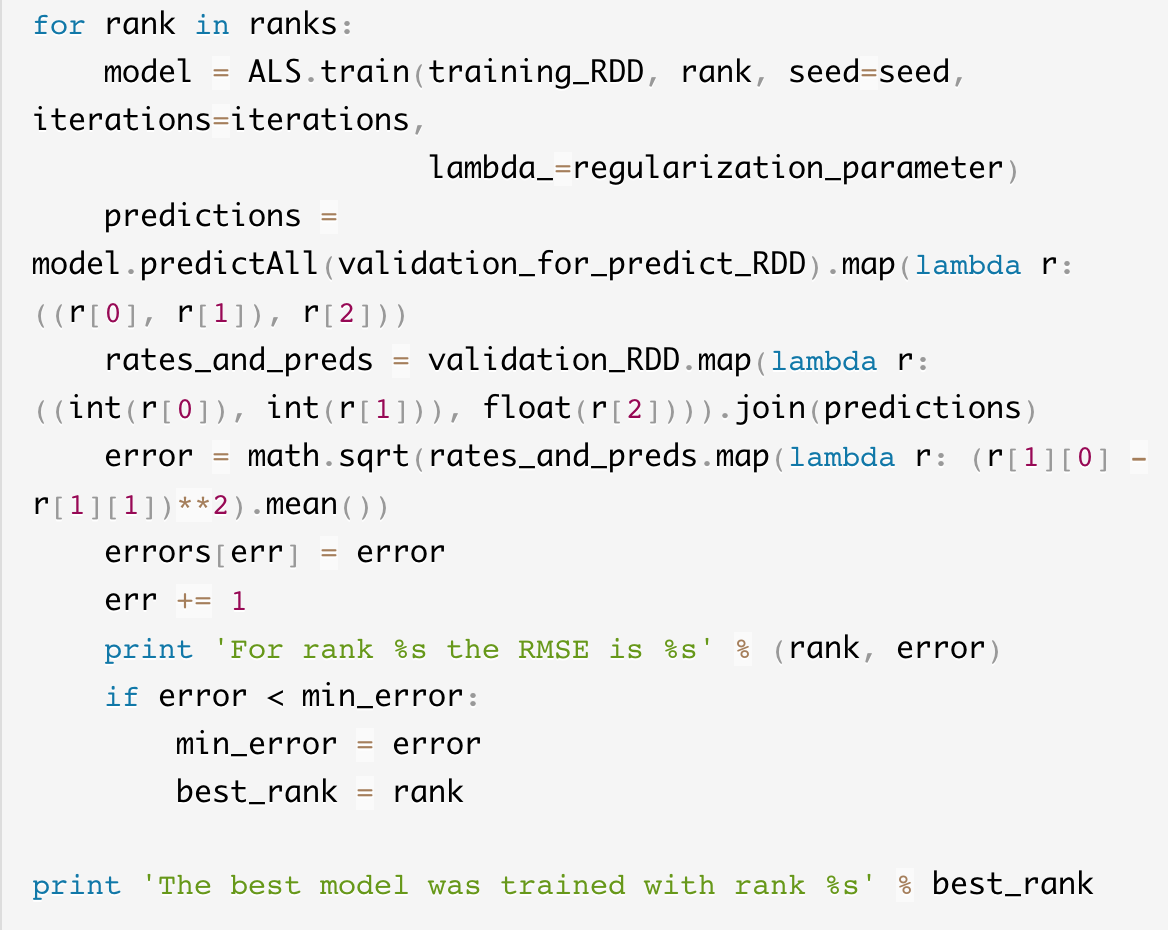 for rank in ranks:
    model = ALS.train(training_RDD, rank, seed=seed,
iterations=iterations,
                      lambda_=regularization_parameter)
    predictions =
model.predictAll(validation_for_predict_RDD).map(lambda r:
((r[0], r[1]), r[2]))
    rates_and_preds = validation_RDD.map(lambda r:
((int(r[0]), int(r[1])), float(r[2]))).join(predictions)
    error = math.sqrt(rates_and_preds.map(lambda r: (r[1][0] -
r[1][1])**2).mean())
    errors[err] = error
    err += 1
    print 'For rank %s the RMSE is %s' % (rank, error)
    if error < min_error:
        min_error = error
        best_rank = rank

print 'The best model was trained with rank %s' % best_rank